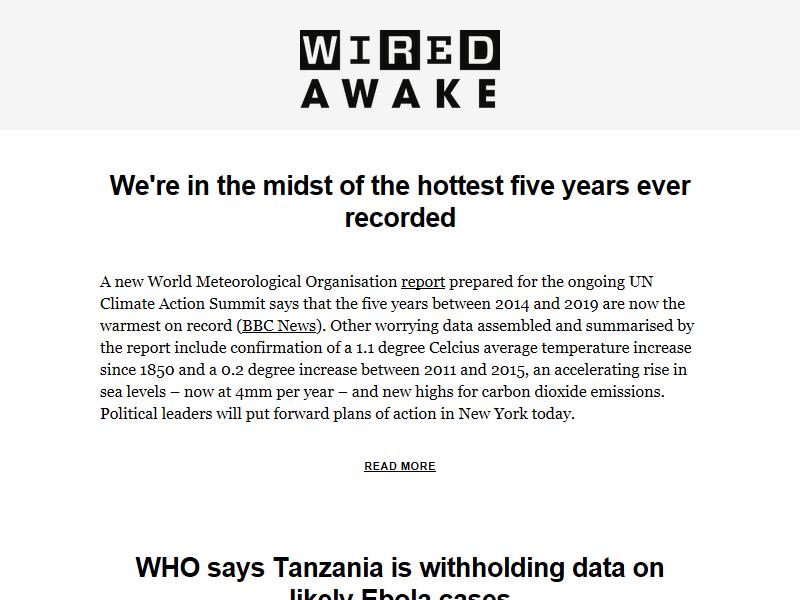 WIRED
AWAKE
We're in the midst of the hottest five years ever
recorded
A new World Meteorological Organisation report prepared for the ongoing UN
Climate Action Summit says that the five years between 2014 and 2019 are now the
warmest on record (BBC News). Other worrying data assembled and summarised by
the report include confirmation of a 1.1 degree Celcius average temperature increase
since 1850 and a 0.2 degree increase between 2011 and 2015, an accelerating rise in
sea levels – now at 4mm per year – and new highs for carbon dioxide emissions.
Political leaders will put forward plans of action in New York today.
READ MORE
WHO says Tanzania is withholding data on
likely Ebola cases